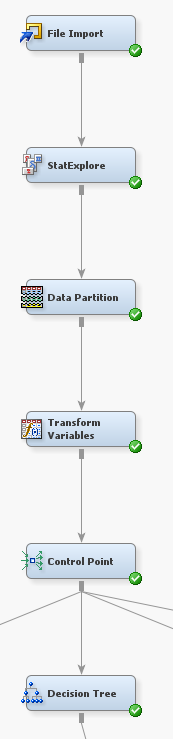 File Import
StatExplore
Data Partition
Transform
Variables
Control Point
Decision Tree